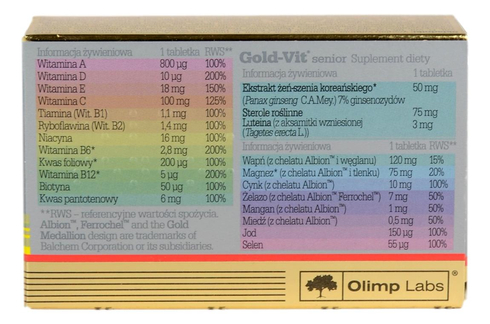 Informacja żywieniowa 1 tabletka RWS**
Witamina A 800 µg 100%
Witamina D 10 µg 200%
Witamina E 18 mg 150%
Witamina C 100 mg 125%
Tiamina (Wit. B1) 1,1 mg 100%
Ryboflawina (Wit. B2) 1,4 mg 100%
Niacyna 16 mg 100%
Witamina B6* 2,8 mg 200%
Kwas foliowy* 200 µg 100%
Witamina B12* 5 µg 200%
Biotyna 50 µg 100%
Kwas pantotenowy 6 mg 100%
**RWS – referencyjne wartości spożycia.
Albion™, Ferrochel™ and the Gold
Medallion design are trademarks of
Balchem Corporation or its subsidiaries.
Gold-Vit® senior Suplement diety
Informacja żywieniowa 1 tabletka
Ekstrakt żeń-szenia koreańskiego* 50 mg
(Panax ginseng C.A.Mey.) 7% ginsenozydów
Sterole roślinne 75 mg
Luteina (z aksamitki wzniesionej 3 mg
(Tagetes erecta L.))
Informacja żywieniowa 1 tabletka RWS**
Wapń (z chelatu Albion™ i węglanu) 120 mg 15%
Magnez* (z chelatu Albion™ i tlenku) 75 mg 20%
Cynk (z chelatu Albion™) 10 mg 100%
Żelazo (z chelatu Albion™ Ferrochel™) 7 mg 50%
Mangan (z chelatu Albion™) 1 mg 50%
Miedź (z chelatu Albion™) 0,5 mg 50%
Jod 150 µg 100%
Selen 55 µg 100%
Olimp Labs®